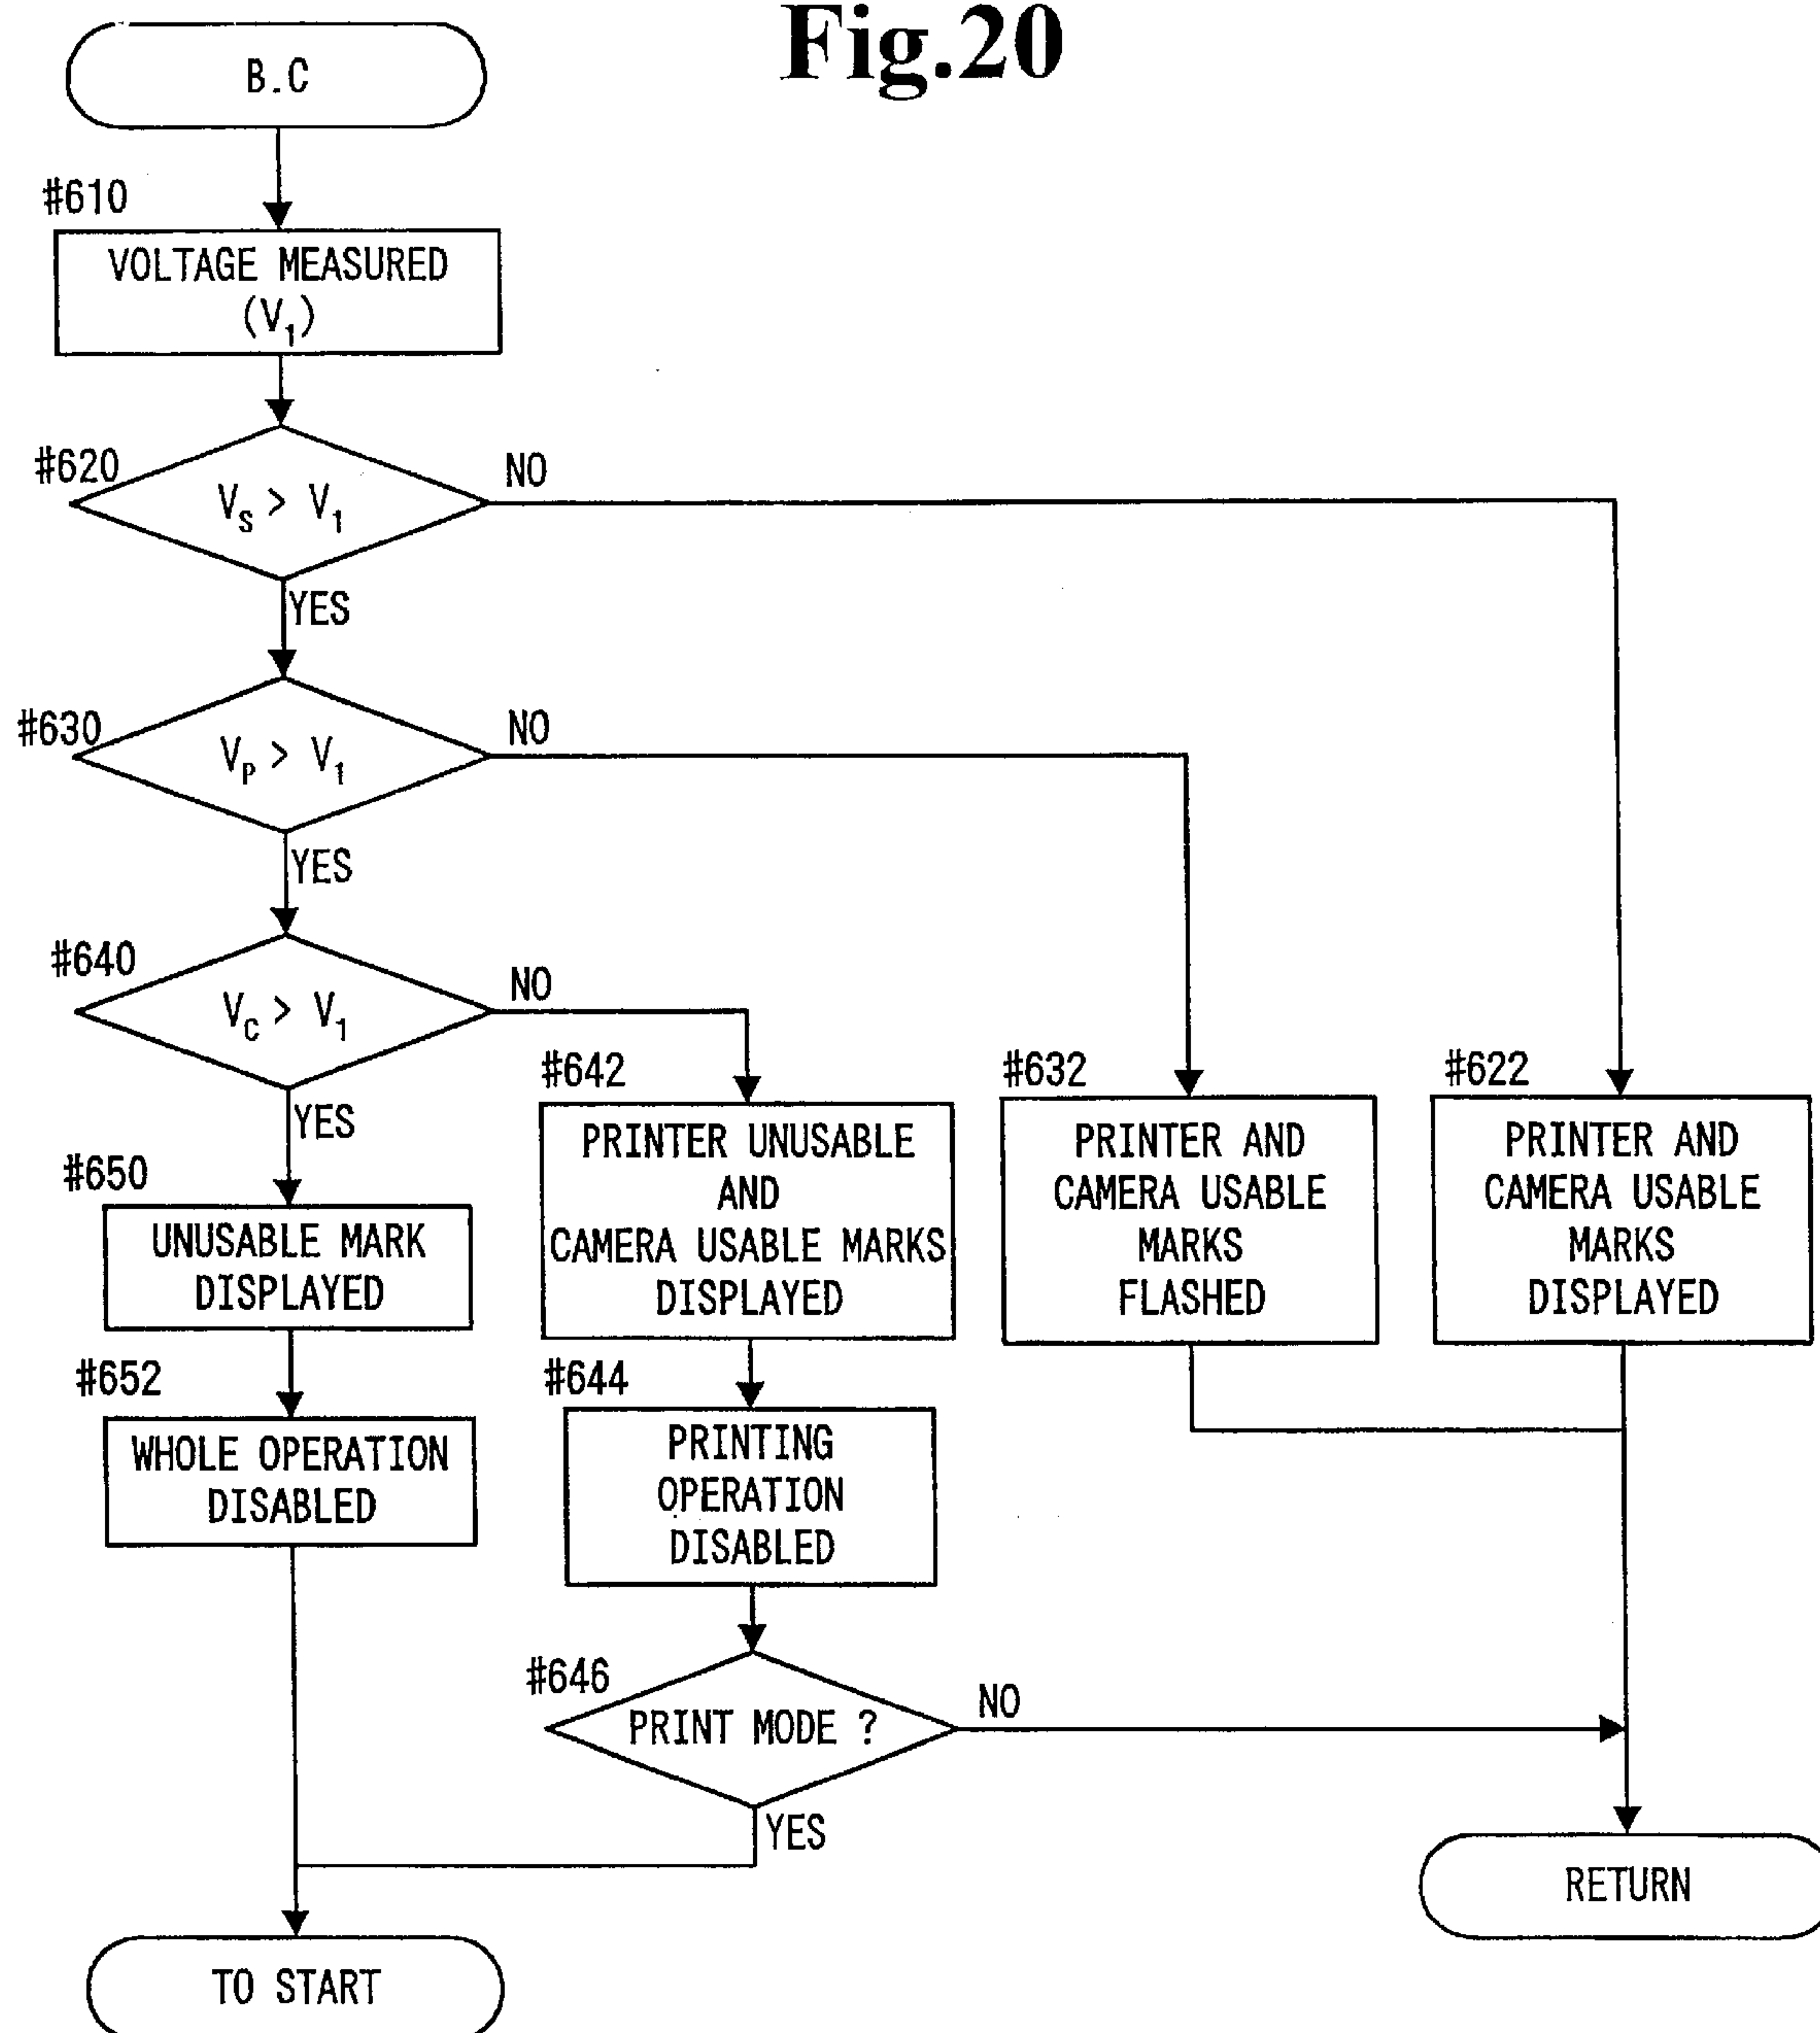 Fig.20
B.C
#610
VOLTAGE MEASURED
(V₁)
#620
Vₛ > V₁
NO
YES
#630
Vₚ > V₁
NO
YES
#640
V_C > V₁
NO
YES
#642
PRINTER UNUSABLE
AND
CAMERA USABLE MARKS
DISPLAYED
#632
PRINTER AND
CAMERA USABLE
MARKS
FLASHED
#622
PRINTER AND
CAMERA USABLE
MARKS
DISPLAYED
#650
UNUSABLE MARK
DISPLAYED
#652
WHOLE OPERATION
DISABLED
#644
PRINTING
OPERATION
DISABLED
#646
PRINT MODE ?
NO
YES
RETURN
TO START